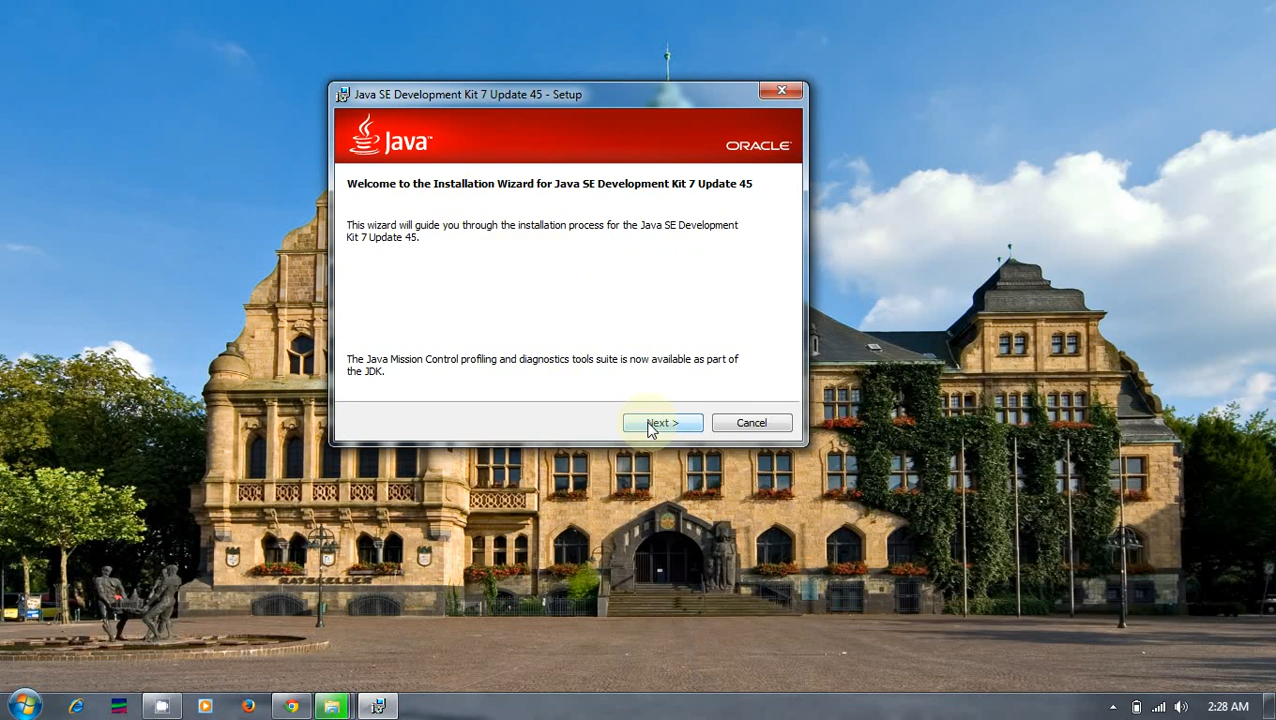 Java SE Development Kit 7 Update 45 - Setup
Java™
ORACLE
Welcome to the Installation Wizard for Java SE Development Kit 7 Update 45
This wizard will guide you through the installation process for the Java SE Development
Kit 7 Update 45.
The Java Mission Control profiling and diagnostics tools suite is now available as part of
the JDK.
Next >
Cancel
RATSKELLER
2:28 AM